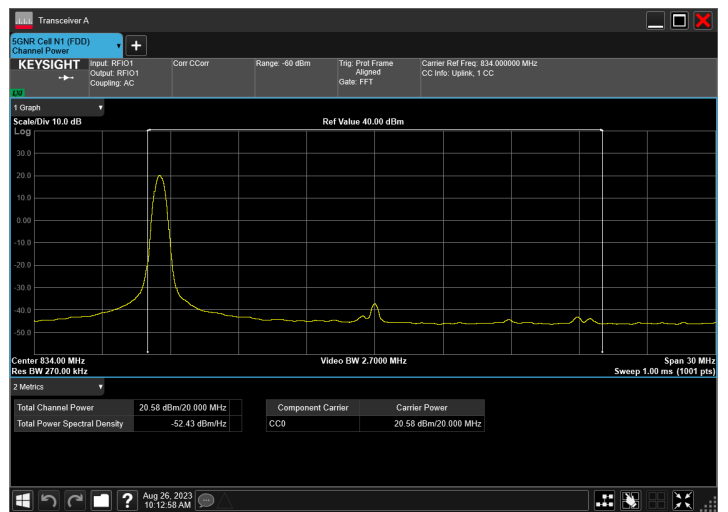 Transceiver A
5GNR Cell N1 (FDD)
Channel Power
KEYSIGHT
LXI
Input: RFIO1
Output: RFIO1
Coupling: AC
Corr CCorr
Range: -60 dBm
Trig: Prot Frame
Aligned
Gate: FFT
Carrier Ref Freq: 834.000000 MHz
CC Info: Uplink, 1 CC
1 Graph
Scale/Div 10.0 dB
Ref Value 40.00 dBm
Log
30.0
20.0
10.0
0.00
-10.0
-20.0
-30.0
-40.0
-50.0
Center 834.00 MHz
Video BW 2.7000 MHz
Span 30 MHz
Res BW 270.00 kHz
Sweep 1.00 ms (1001 pts)
2 Metrics
Total Channel Power 20.58 dBm/20.000 MHz
Total Power Spectral Density -52.43 dBm/Hz
Component Carrier Carrier Power
CC0 20.58 dBm/20.000 MHz
Aug 26, 2023
10:12:58 AM